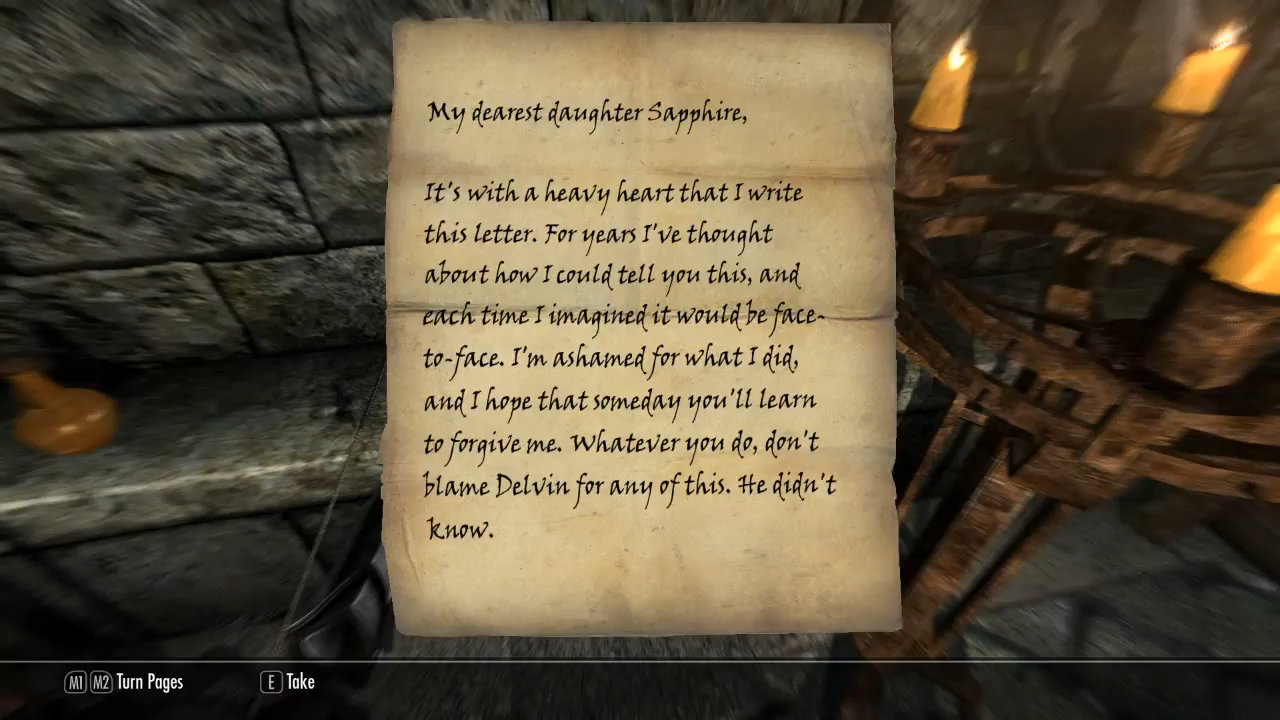 My dearest daughter Sapphire,
It's with a heavy heart that I write
this letter. For years I've thought
about how I could tell you this, and
each time I imagined it would be face-
to-face. I'm ashamed for what I did,
and I hope that someday you'll learn
to forgive me. Whatever you do, don't
blame Delvin for any of this. He didn't
know.
M1 M2 Turn Pages
E Take